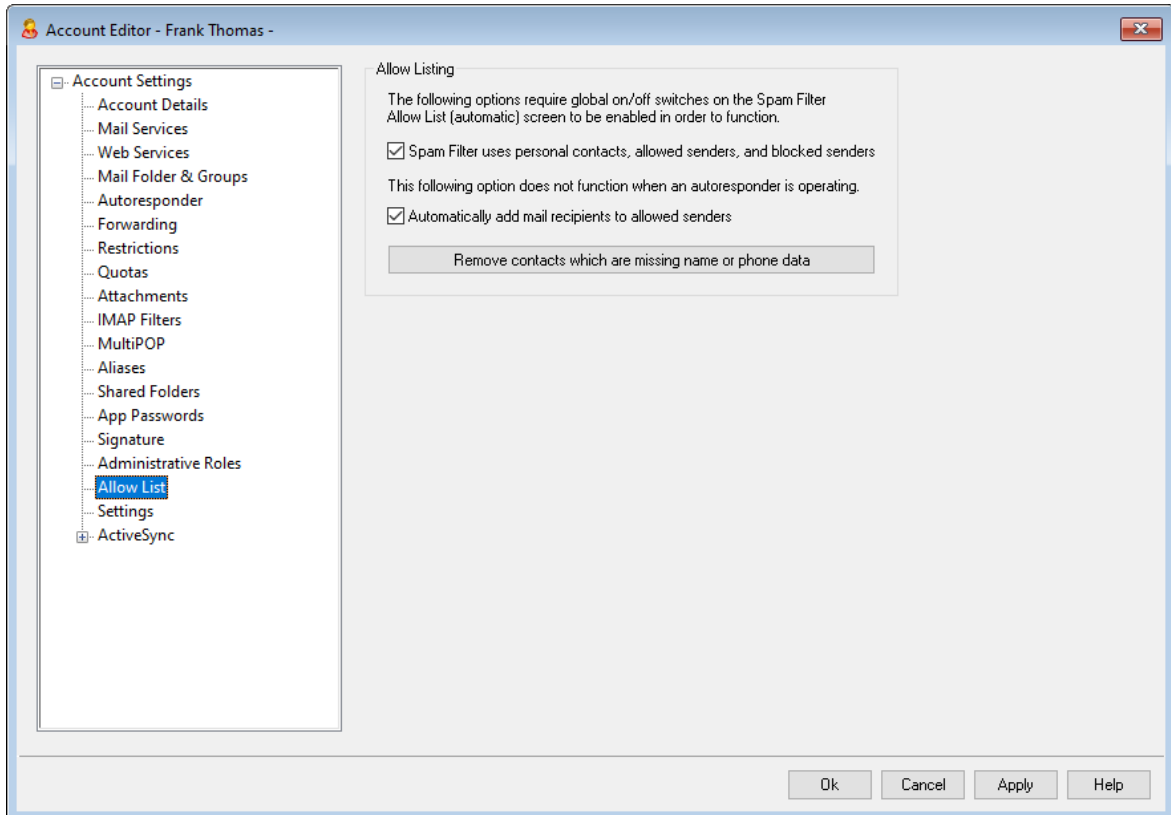 Account Editor - Frank Thomas -
Account Settings
Account Details
Mail Services
Web Services
Mail Folder & Groups
Autoresponder
Forwarding
Restrictions
Quotas
Attachments
IMAP Filters
MultiPOP
Aliases
Shared Folders
App Passwords
Signature
Administrative Roles
Allow List
Settings
ActiveSync
Allow Listing
The following options require global on/off switches on the Spam Filter
Allow List (automatic) screen to be enabled in order to function.
Spam Filter uses personal contacts, allowed senders, and blocked senders
This following option does not function when an autoresponder is operating.
Automatically add mail recipients to allowed senders
Remove contacts which are missing name or phone data
Ok
Cancel
Apply
Help